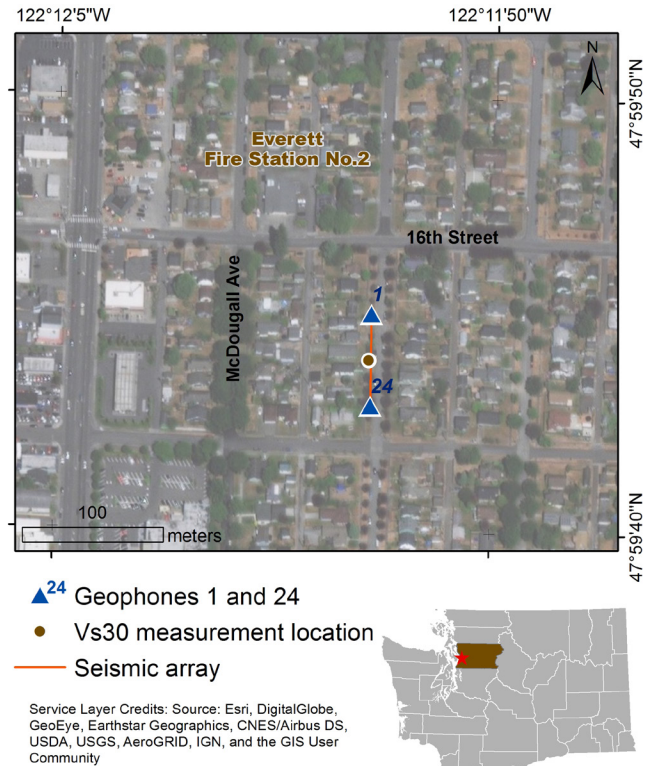 122°12'5"W
122°11'50"W
N
47°59'50"N
Everett
Fire Station No.2
16th Street
McDougall Ave
1
24
100
meters
47°59'40"N
24 Geophones 1 and 24
Vs30 measurement location
Seismic array
Service Layer Credits: Source: Esri, DigitalGlobe,
GeoEye, Earthstar Geographics, CNES/Airbus DS,
USDA, USGS, AeroGRID, IGN, and the GIS User
Community